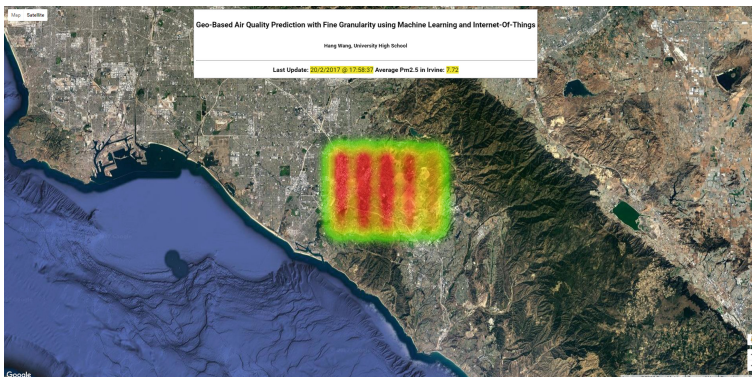 Map Satellite
Geo-Based Air Quality Prediction with Fine Granularity using Machine Learning and Internet-Of-Things
Hang Wang, University High School
Last Update: 20/2/2017 @ 17:58:37 Average Pm2.5 in Irvine: 7.72
Google